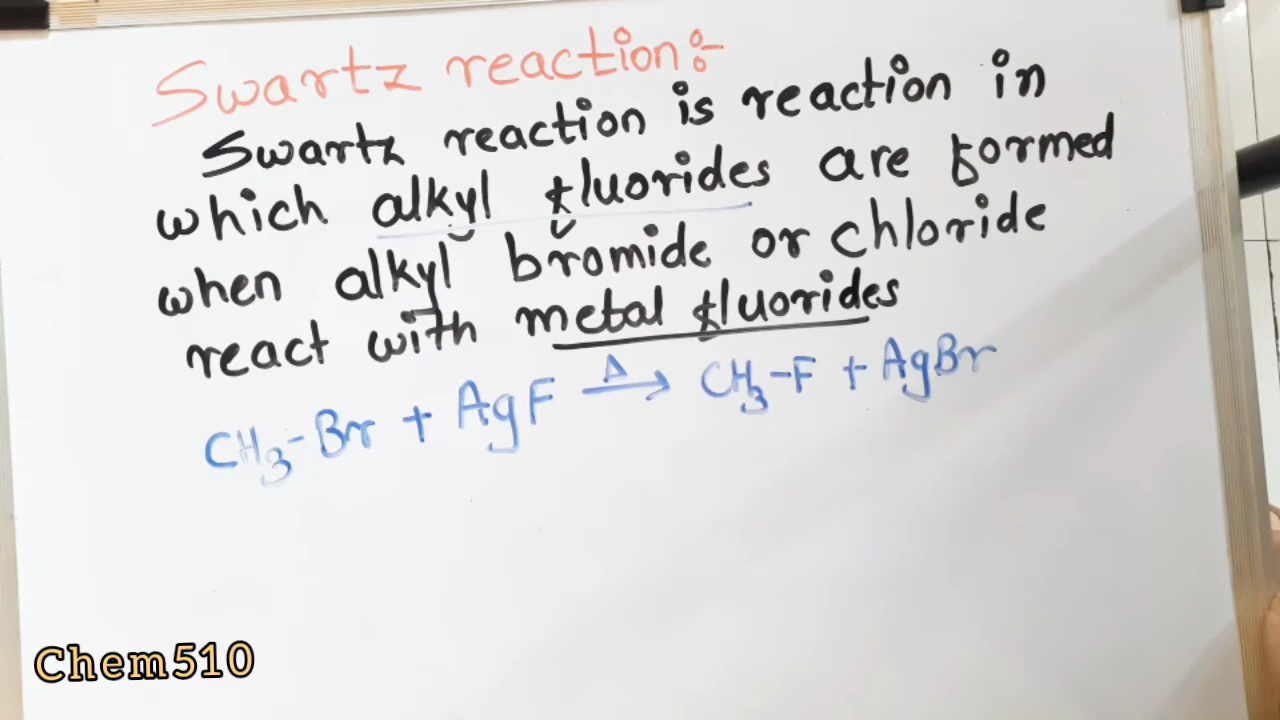 Swartz reaction:-
Swartz reaction is reaction in
which alkyl fluorides are formed
when alkyl bromide or chloride
react with metal fluorides
CH₃-Br + AgF Δ→ CH₃-F + AgBr
Chem510